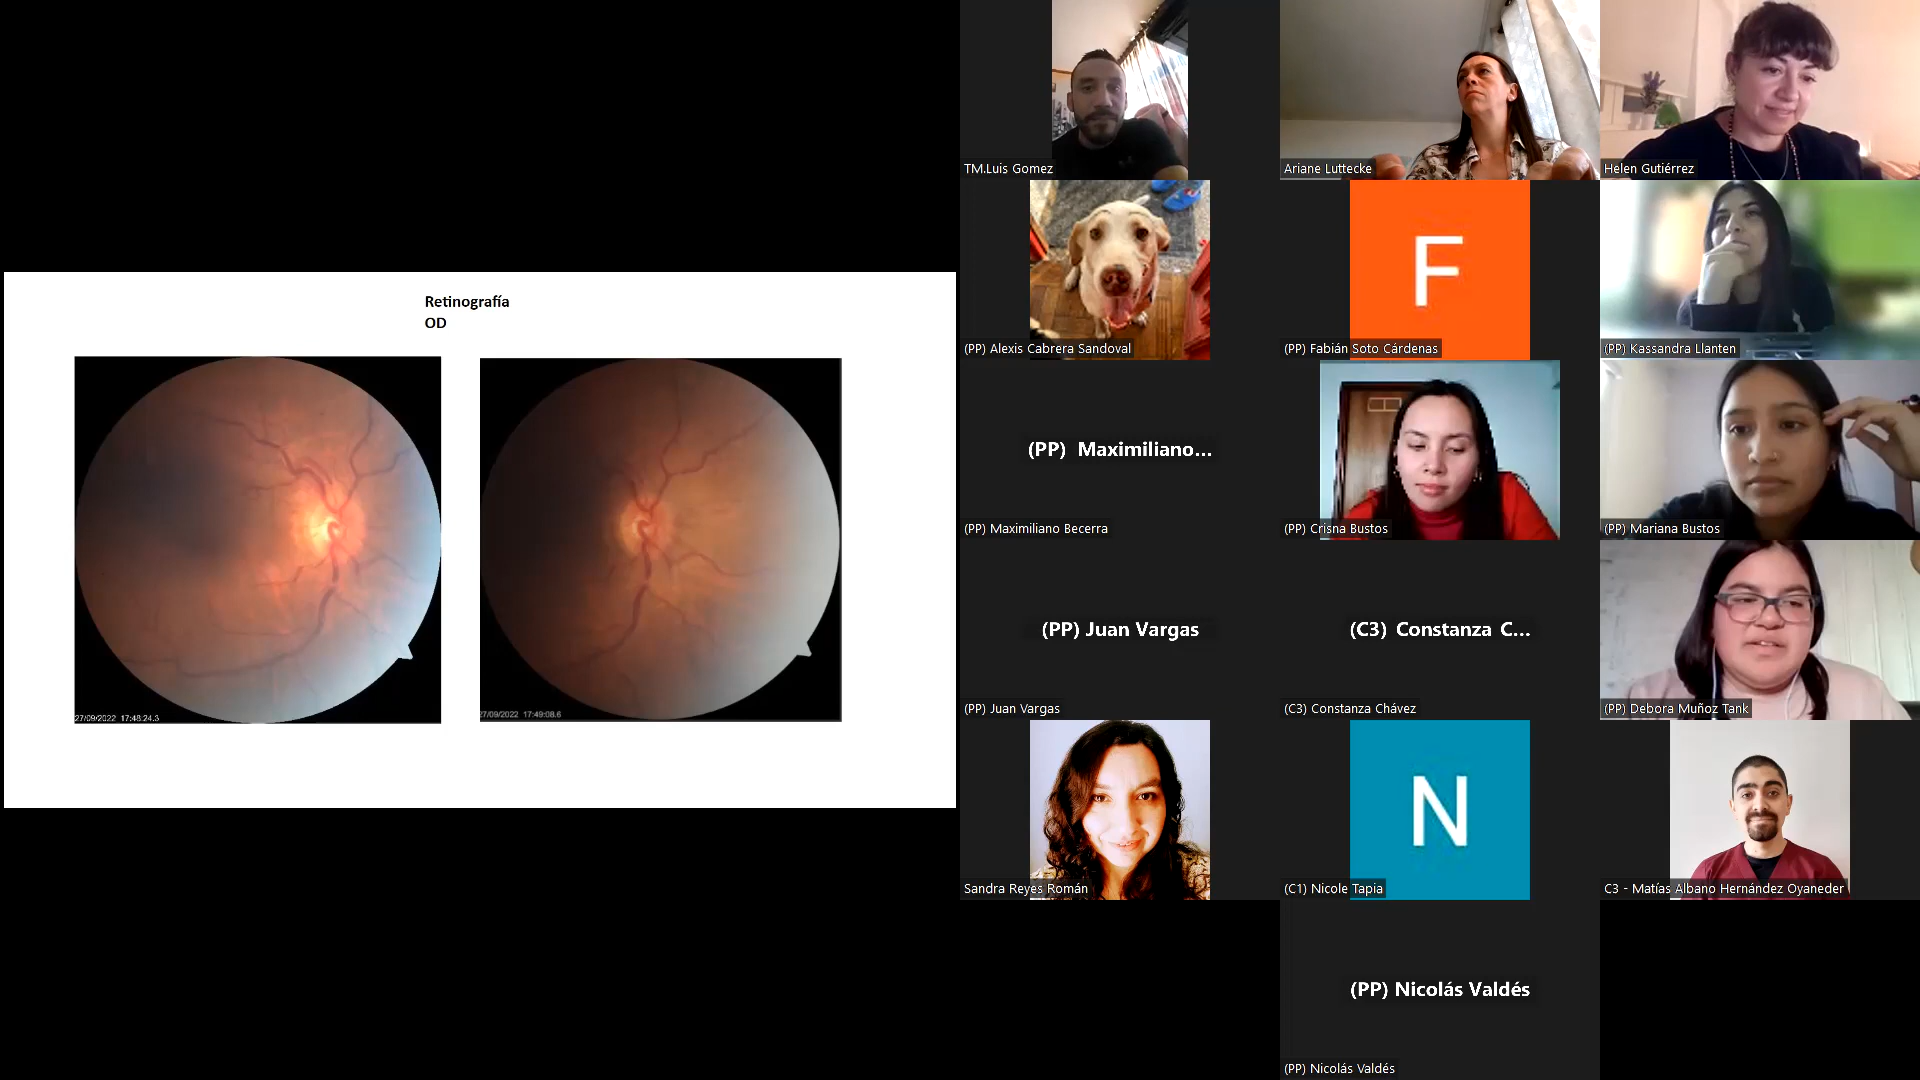 Retinografía
OD
27/09/2022 17:48:24.3
27/09/2022 17:49:08.6
TM.Luis Gomez
Ariane Luttecke
Helen Gutiérrez
(PP) Alexis Cabrera Sandoval
F
(PP) Fabián Soto Cárdenas
(PP) Kassandra Llanten
(PP) Maximiliano...
(PP) Maximiliano Becerra
(PP) Crisna Bustos
(PP) Mariana Bustos
(PP) Juan Vargas
(PP) Juan Vargas
(C3) Constanza C...
(C3) Constanza Chávez
(PP) Debora Muñoz Tank
Sandra Reyes Román
N
(C1) Nicole Tapia
C3 - Matías Albano Hernández Oyaneder
(PP) Nicolás Valdés
(PP) Nicolás Valdés